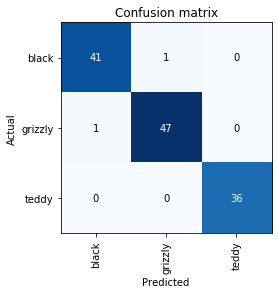 Confusion matrix
Actual
black 41 1 0
grizzly 1 47 0
teddy 0 0 36
black grizzly teddy
Predicted